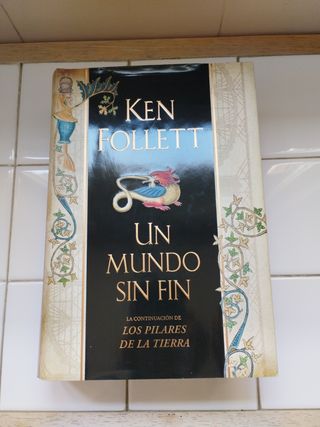 KEN
FOLLETT
UN
MUNDO
SIN FIN
LA CONTINUACIÓN DE
LOS PILARES
DE LA TIERRA